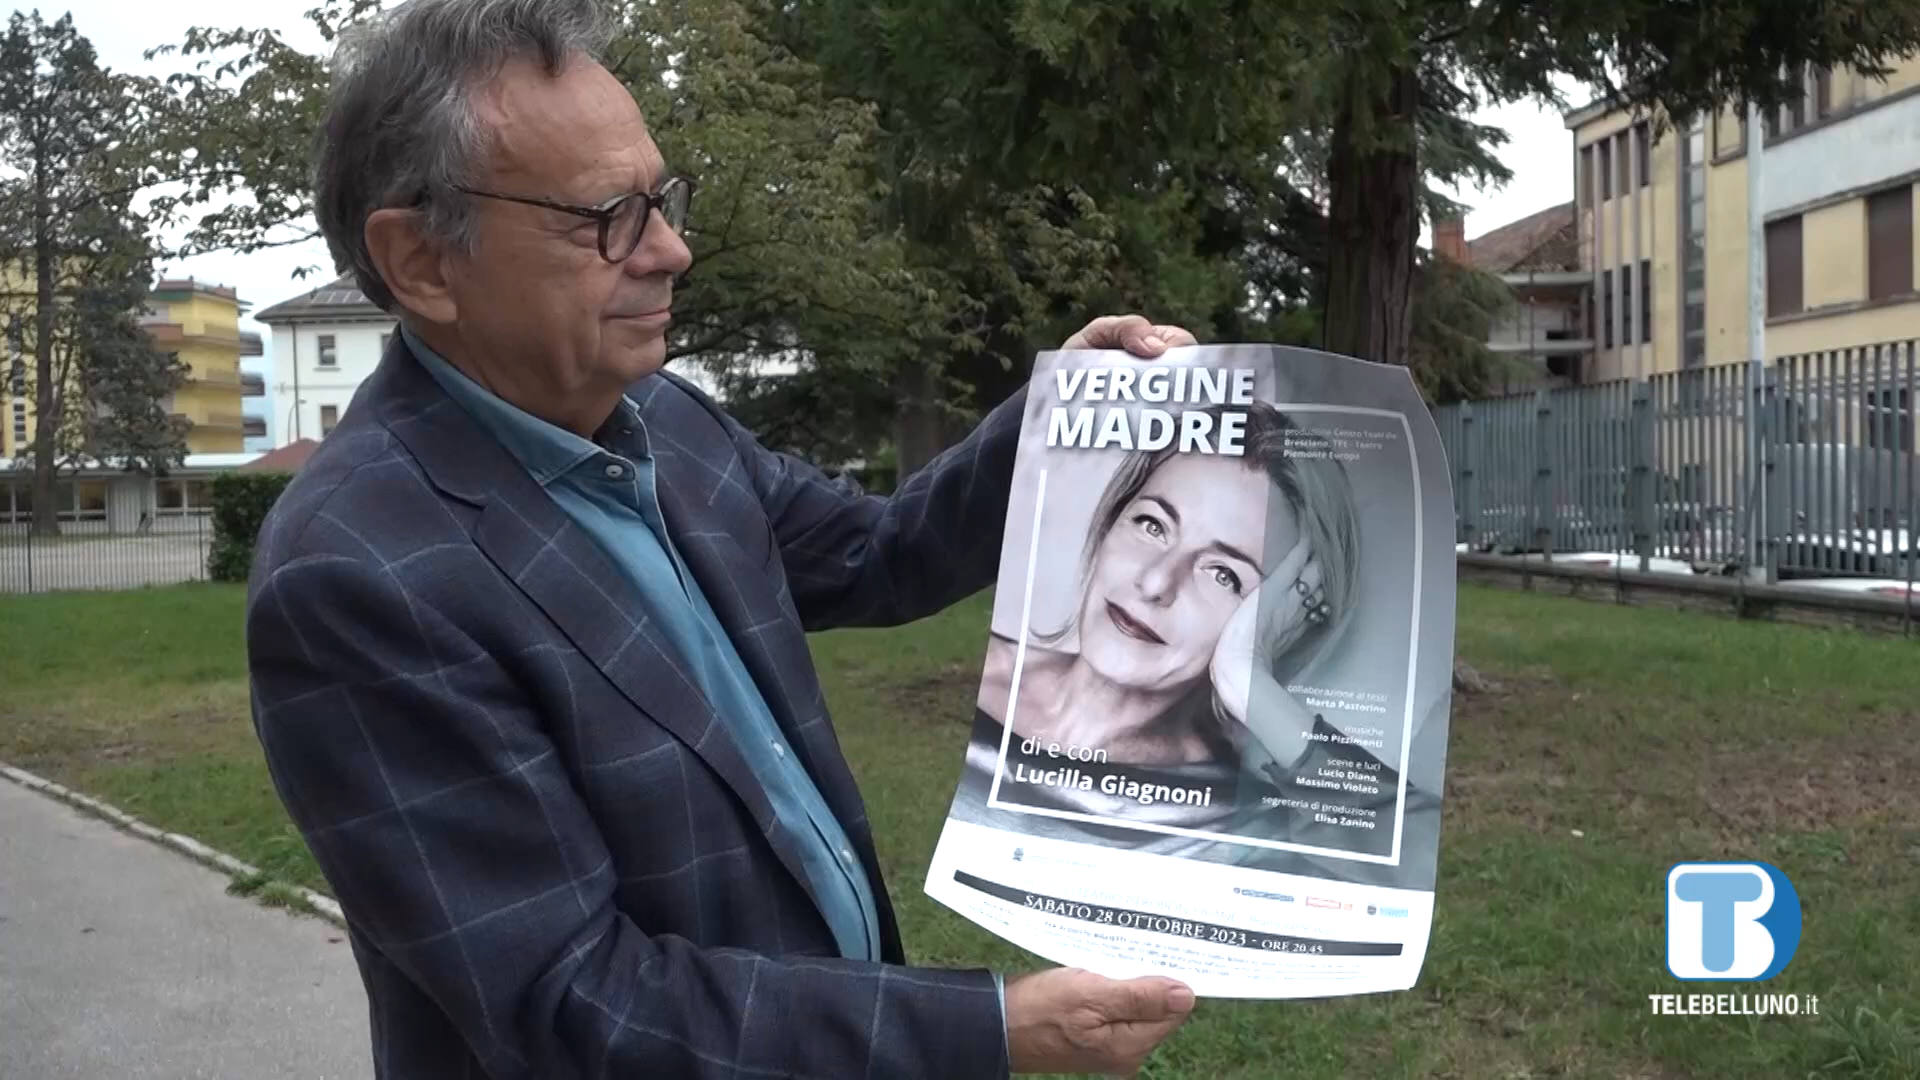 VERGINE
MADRE
produzione Centro Teatrale
Bresciano, TPE - Teatro
Piemonte Europa
collaborazione ai testi
Marta Pastorino
musiche
Paolo Pizzimenti
scene e luci
Lucio Diana,
Massimo Violato
segreteria di produzione
Elisa Zanino
di e con
Lucilla Giagnoni
SABATO 28 OTTOBRE 2023 - ORE 20.45
TB
TELEBELLUNO.it